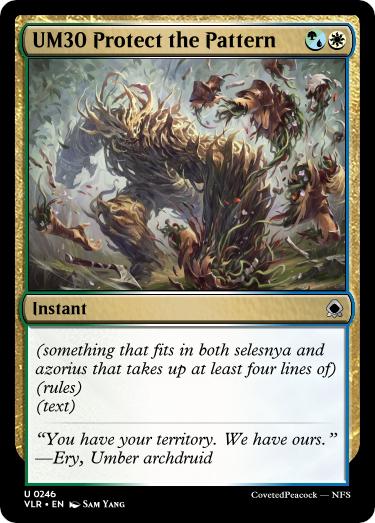 UM30 Protect the Pattern
Instant
(something that fits in both selesnya and
azorius that takes up at least four lines of)
(rules)
(text)
“You have your territory. We have ours.”
—Ery, Umber archdruid
U 0246
VLR • EN Sam Yang
CovetedPeacock — NFS